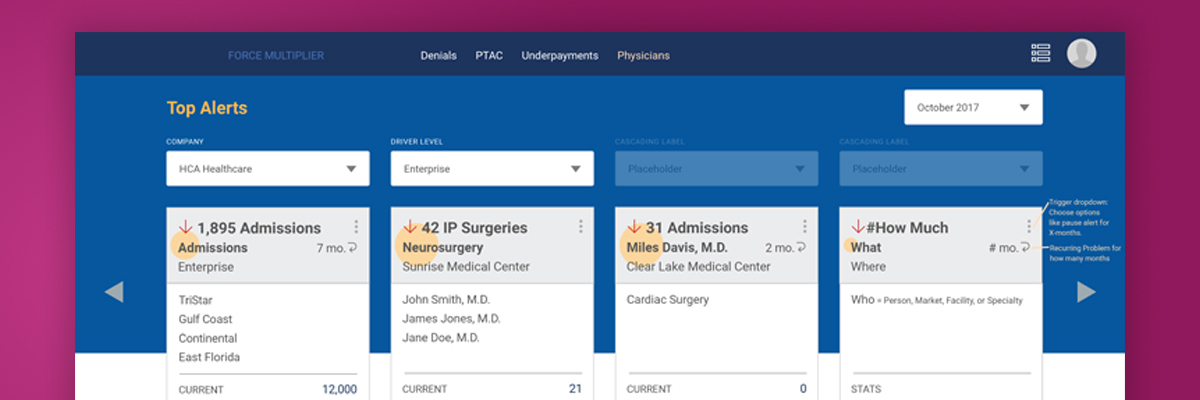 FORCE MULTIPLIER
Denials PTAC Underpayments Physicians
Top Alerts
October 2017
COMPANY DRIVER LEVEL CASCADING LABEL CASCADING LABEL
HCA Healthcare Enterprise Placeholder Placeholder
1,895 Admissions
Admissions 7 mo.
Enterprise
TriStar
Gulf Coast
Continental
East Florida
CURRENT 12,000
42 IP Surgeries
Neurosurgery
Sunrise Medical Center
John Smith, M.D.
James Jones, M.D.
Jane Doe, M.D.
CURRENT 21
31 Admissions
Miles Davis, M.D. 2 mo.
Clear Lake Medical Center
Cardiac Surgery
CURRENT 0
#How Much
What # mo.
Where
Who = Person, Market, Facility, or Specialty
STATS
Trigger dropdown:
Choose options
like pause alert for
X-months.
Recurring Problem for
how many months